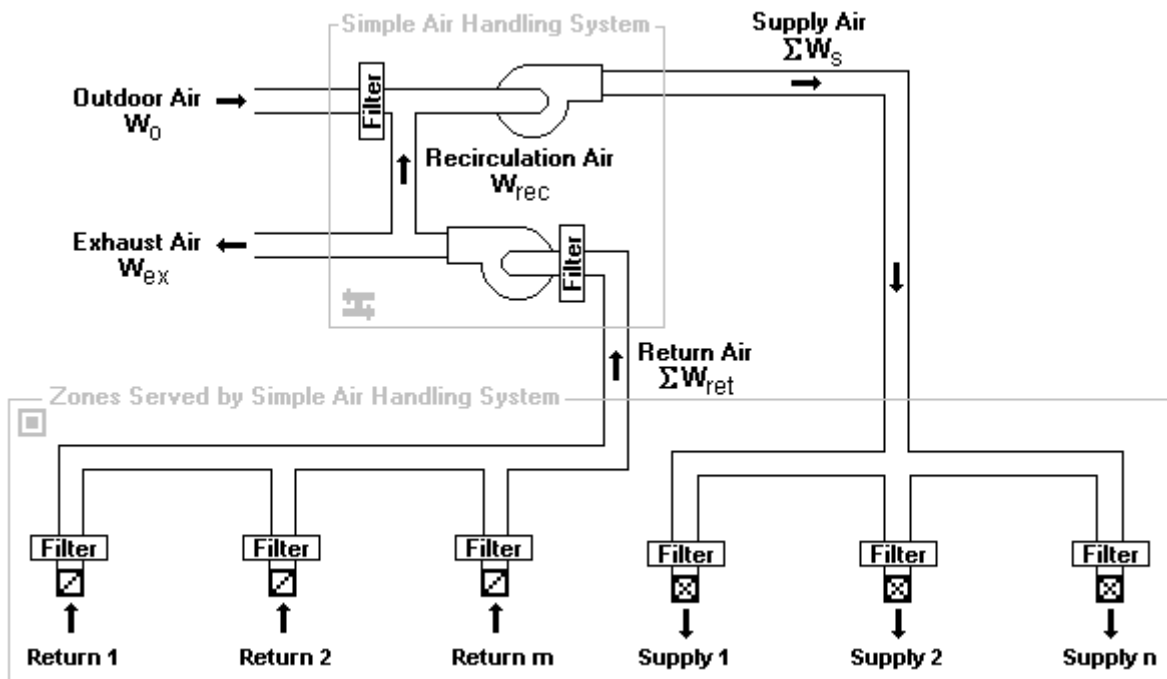 Simple Air Handling System
Supply Air
ΣWs
Outdoor Air
Wo
Filter
Recirculation Air
Wrec
Exhaust Air
Wex
Filter
Return Air
ΣWret
Zones Served by Simple Air Handling System
Filter
Filter
Filter
Filter
Filter
Filter
Return 1
Return 2
Return m
Supply 1
Supply 2
Supply n